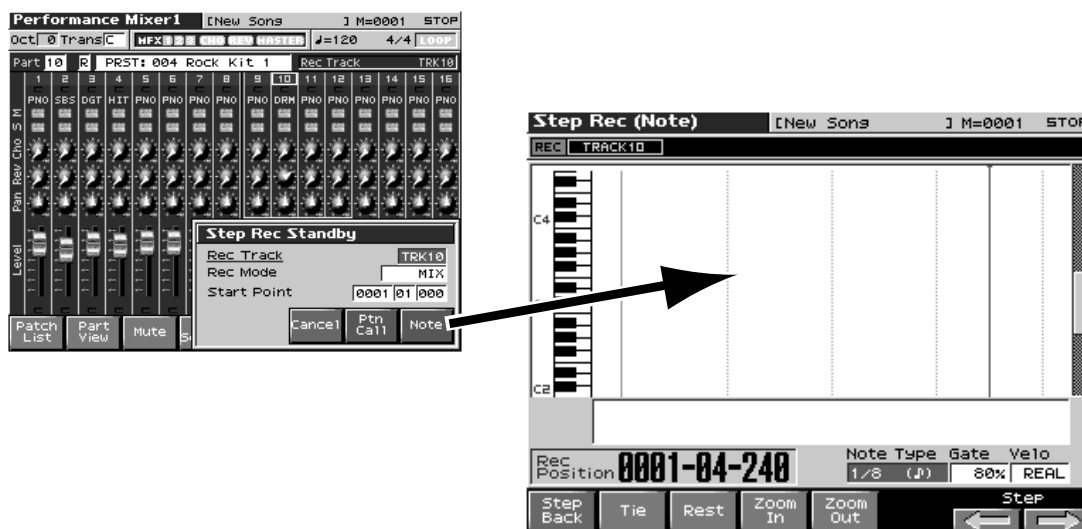 Performance Mixer1 [New Song ] M=0001 STOP
Oct 0 Trans C MFX 1 2 3 CHO REV MASTER ♩=120 4/4 LOOP
Part 10 R PRST: 004 Rock Kit 1 Rec Track TRK10
1 2 3 4 5 6 7 8 9 10 11 12 13 14 15 16
PNO SBS DGT HIT PNO PNO PNO PNO PNO DRM PNO PNO PNO PNO PNO PNO
M
S
Cho
Rev
Pan
Level
Step Rec Standby
Rec Track TRK10
Rec Mode MIX
Start Point 0001 01 000
Cancel Ptn Call Note
Patch List Part View Mute
Step Rec (Note) [New Song ] M=0001 STOP
REC TRACK10
C4
C2
Rec Position 0001-04-240
Note Type Gate Velo
1/8 (♪) 80% REAL
Step Back Tie Rest Zoom In Zoom Out Step